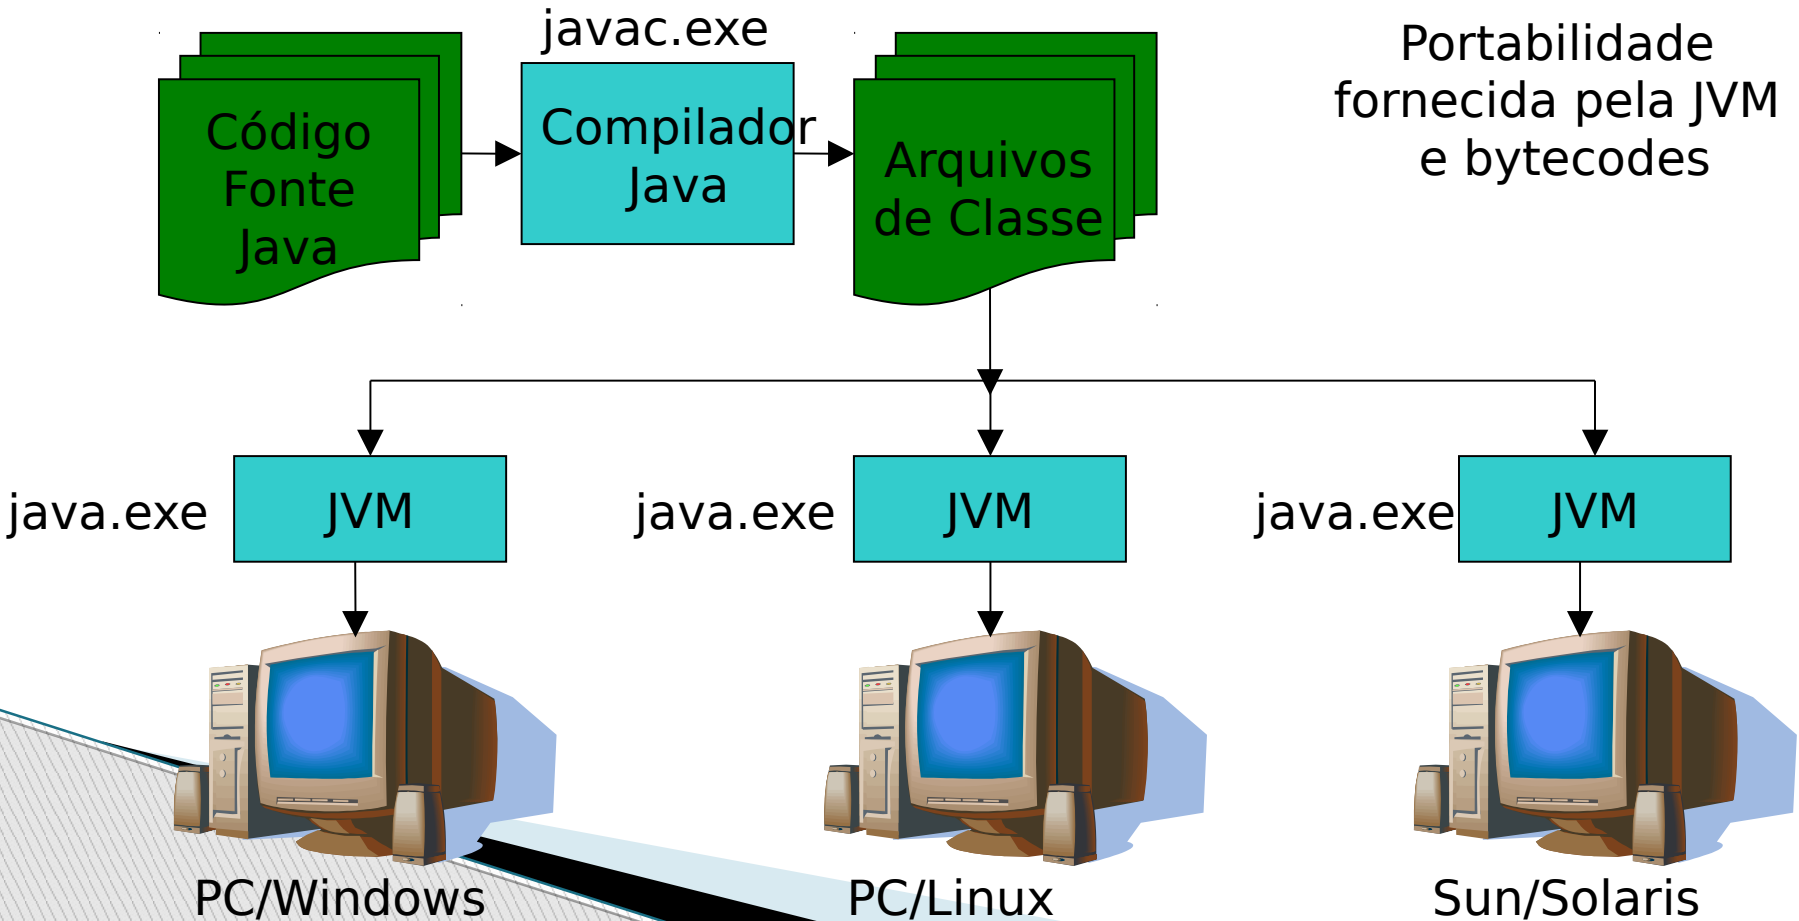 javac.exe
Código
Fonte
Java
Compilador
Java
Arquivos
de Classe
Portabilidade
fornecida pela JVM
e bytecodes
java.exe
JVM
java.exe
JVM
java.exe
JVM
PC/Windows
PC/Linux
Sun/Solaris